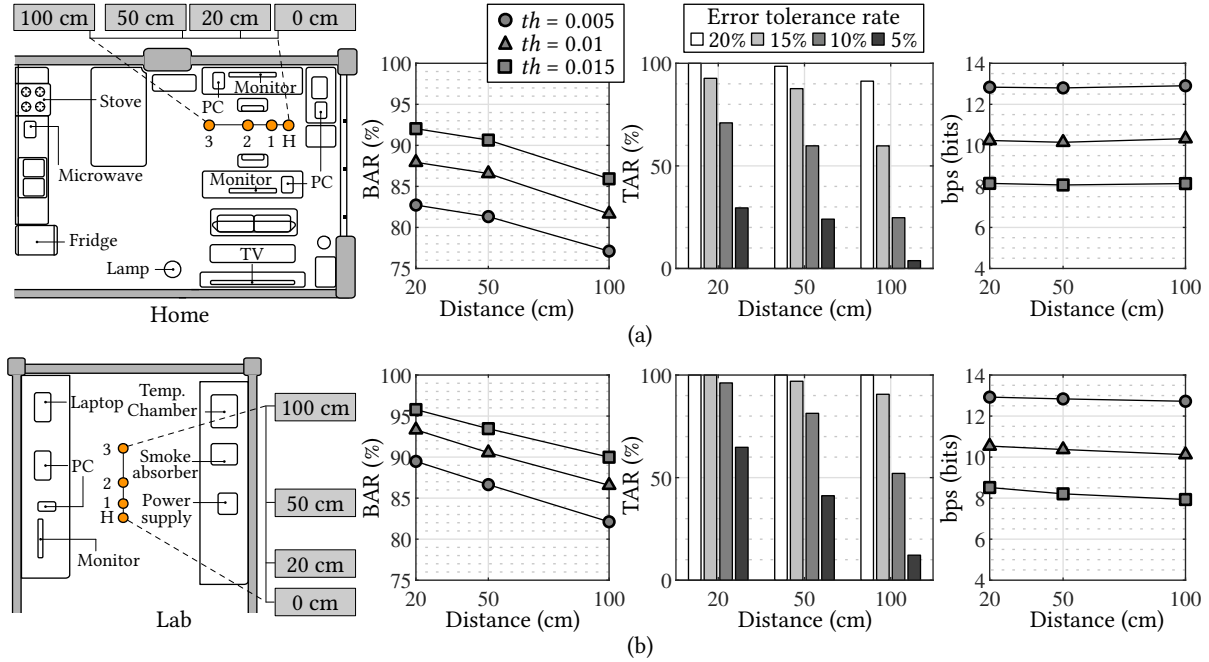 100 cm 50 cm 20 cm 0 cm
Stove
Microwave
Fridge
Lamp
TV
Monitor
PC
3 2 1 H
Monitor
PC
Home
th = 0.005
th = 0.01
th = 0.015
BAR (%)
100
95
90
85
80
75
20 50 100
Distance (cm)
Error tolerance rate
20% 15% 10% 5%
TAR (%)
100
50
0
20 50 100
Distance (cm)
bps (bits)
14
12
10
8
6
4
20 50 100
Distance (cm)
(a)
Laptop
PC
Monitor
3
2
1
H
Temp.
Chamber
Smoke
absorber
Power
supply
100 cm
50 cm
20 cm
0 cm
Lab
BAR (%)
100
95
90
85
80
75
20 50 100
Distance (cm)
TAR (%)
100
50
0
20 50 100
Distance (cm)
bps (bits)
14
12
10
8
6
4
20 50 100
Distance (cm)
(b)